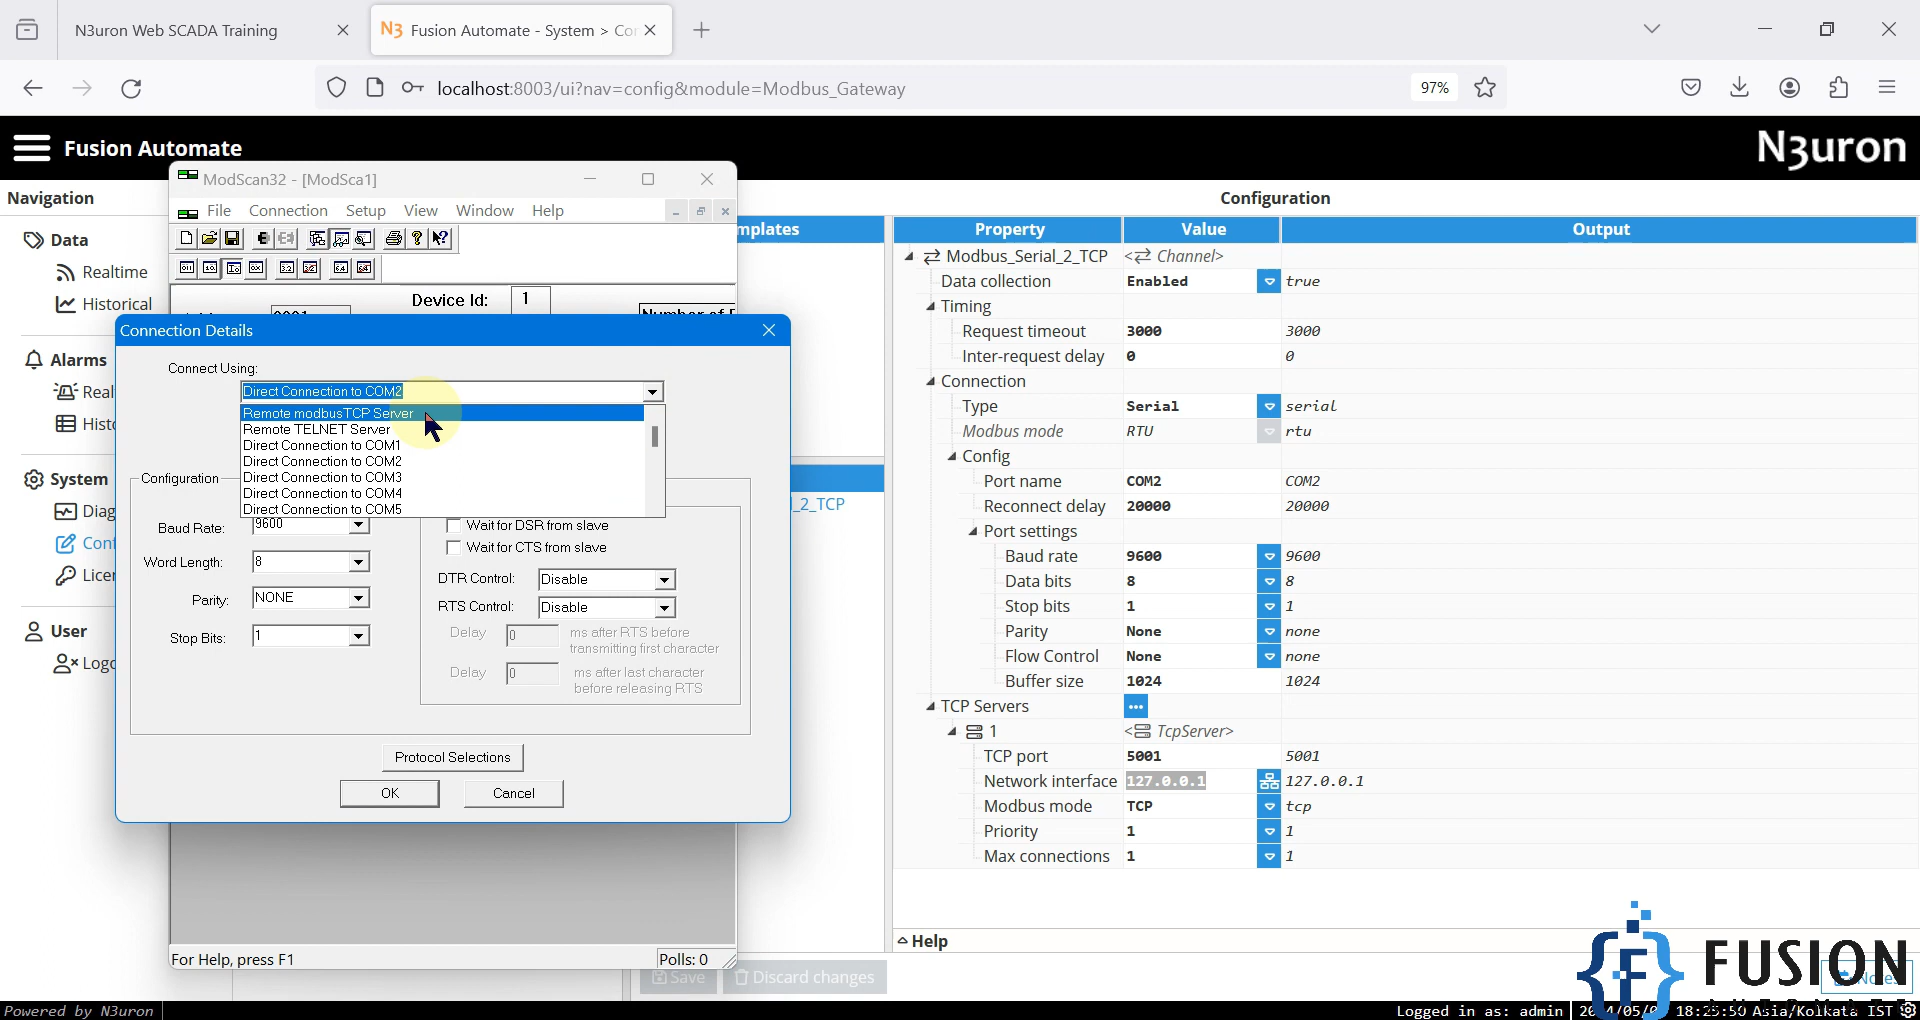 N3uron Web SCADA Training
N3 Fusion Automate - System > Co
localhost:8003/ui?nav=config&module=Modbus_Gateway
97%
Fusion Automate
N3uron
Navigation
Data
Realtime
Historical
Alarms
Real
Hist
System
Diag
Conf
Licer
User
Logo
ModScan32 - [ModSca1]
File Connection Setup View Window Help
Device Id: 1
Connection Details
Connect Using:
Direct Connection to COM2
Remote modbusTCP Server
Remote TELNET Server
Direct Connection to COM1
Direct Connection to COM2
Direct Connection to COM3
Direct Connection to COM4
Direct Connection to COM5
Configuration
Baud Rate: 9600
Word Length: 8
Parity: NONE
Stop Bits: 1
Wait for DSR from slave
Wait for CTS from slave
DTR Control: Disable
RTS Control: Disable
Delay 0 ms after RTS before
transmitting first character
Delay 0 ms after last character
before releasing RTS
Protocol Selections
OK Cancel
For Help, press F1 Polls: 0
mplates
l_2_TCP
Save Discard changes
Configuration
Property Value Output
Modbus_Serial_2_TCP <Channel>
Data collection Enabled true
Timing
Request timeout 3000 3000
Inter-request delay 0 0
Connection
Type Serial serial
Modbus mode RTU rtu
Config
Port name COM2 COM2
Reconnect delay 20000 20000
Port settings
Baud rate 9600 9600
Data bits 8 8
Stop bits 1 1
Parity None none
Flow Control None none
Buffer size 1024 1024
TCP Servers ...
1 <TcpServer>
TCP port 5001 5001
Network interface 127.0.0.1 127.0.0.1
Modbus mode TCP tcp
Priority 1 1
Max connections 1 1
Help
FUSION
Powered by N3uron
Logged in as: admin 18:25:50 Asia/Kolkata IST